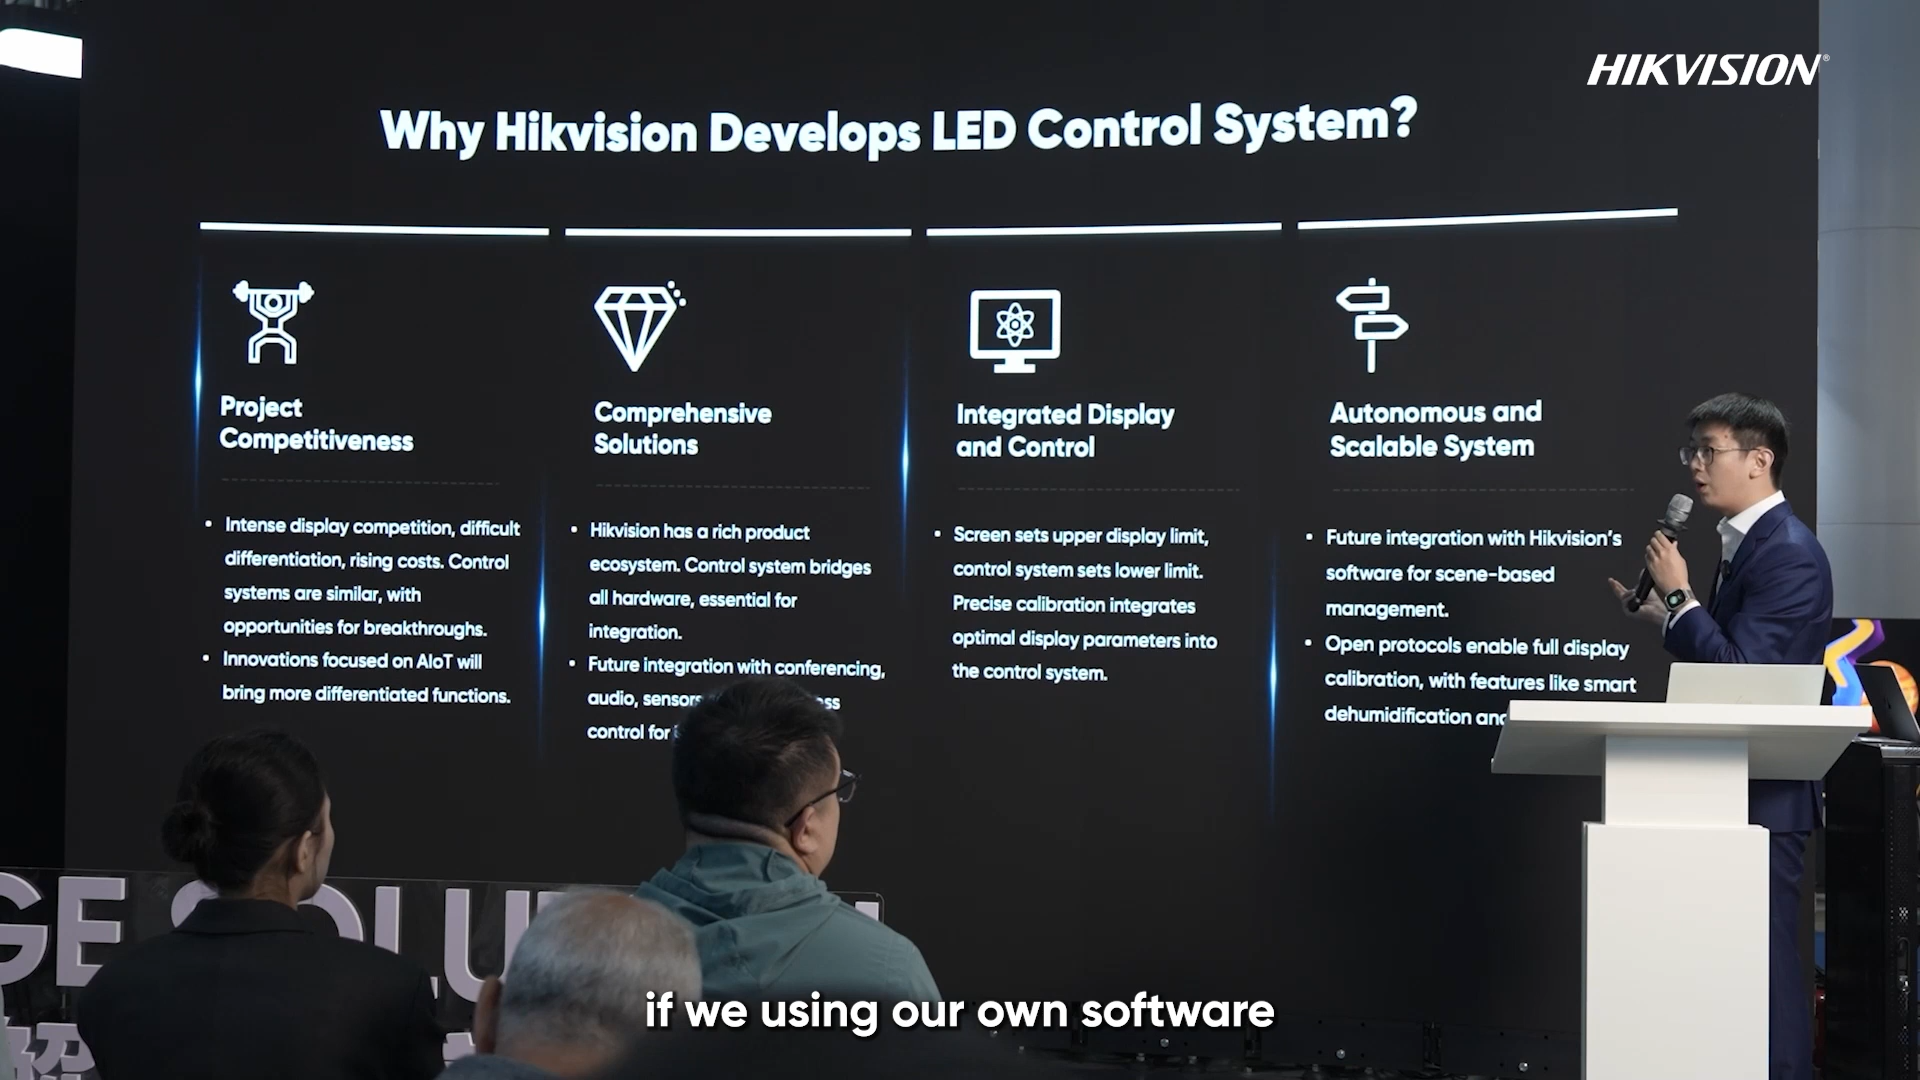 HIKVISION®
Why Hikvision Develops LED Control System?
Project
Competitiveness
• Intense display competition, difficult
differentiation, rising costs. Control
systems are similar, with
opportunities for breakthroughs.
• Innovations focused on AIoT will
bring more differentiated functions.
Comprehensive
Solutions
• Hikvision has a rich product
ecosystem. Control system bridges
all hardware, essential for
integration.
• Future integration with conferencing,
audio, sensors
control for
Integrated Display
and Control
• Screen sets upper display limit,
control system sets lower limit.
Precise calibration integrates
optimal display parameters into
the control system.
Autonomous and
Scalable System
• Future integration with Hikvision's
software for scene-based
management.
• Open protocols enable full display
calibration, with features like smart
dehumidification and
if we using our own software